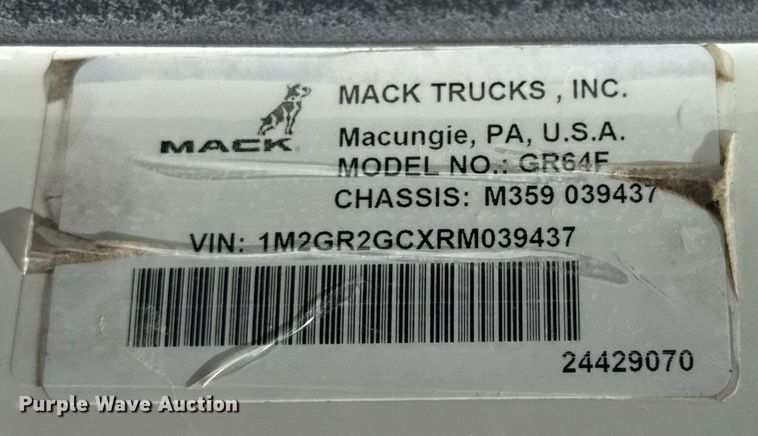 MACK TRUCKS , INC.
MACK
Macungie, PA, U.S.A.
MODEL NO.: GR64F
CHASSIS: M359 039437
VIN: 1M2GR2GCXRM039437
24429070
Purple Wave Auction